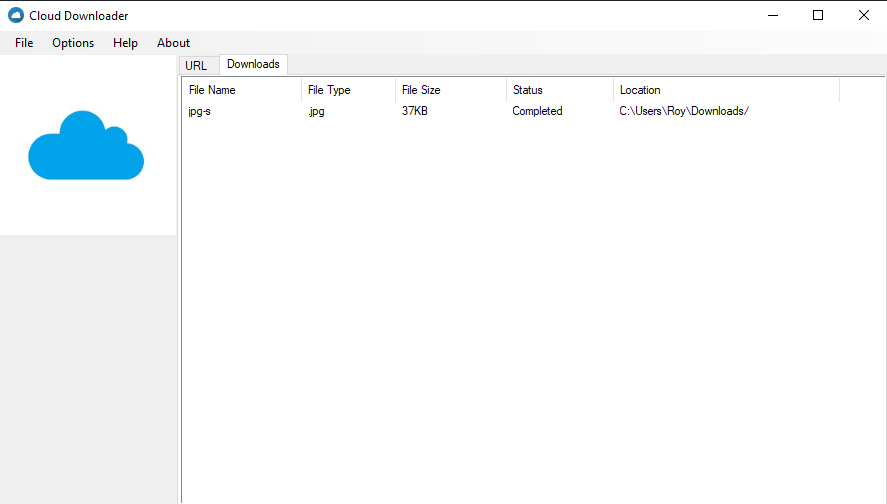 Cloud Downloader
File Options Help About
URL Downloads
File Name File Type File Size Status Location
jpg-s .jpg 37KB Completed C:\Users\Roy\Downloads/